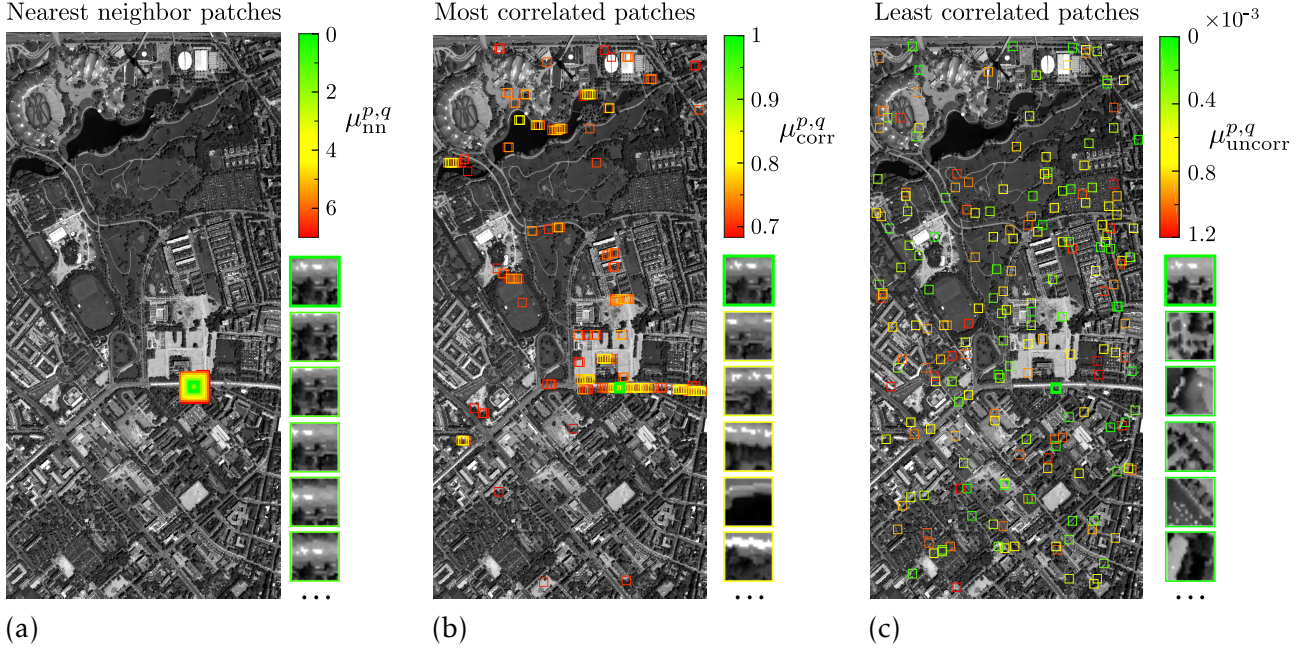 Nearest neighbor patches
0
2
4
6
μ_nn^{p,q}
...
(a)
Most correlated patches
1
0.9
0.8
0.7
μ_corr^{p,q}
...
(b)
Least correlated patches
×10⁻³
0
0.4
0.8
1.2
μ_uncorr^{p,q}
...
(c)